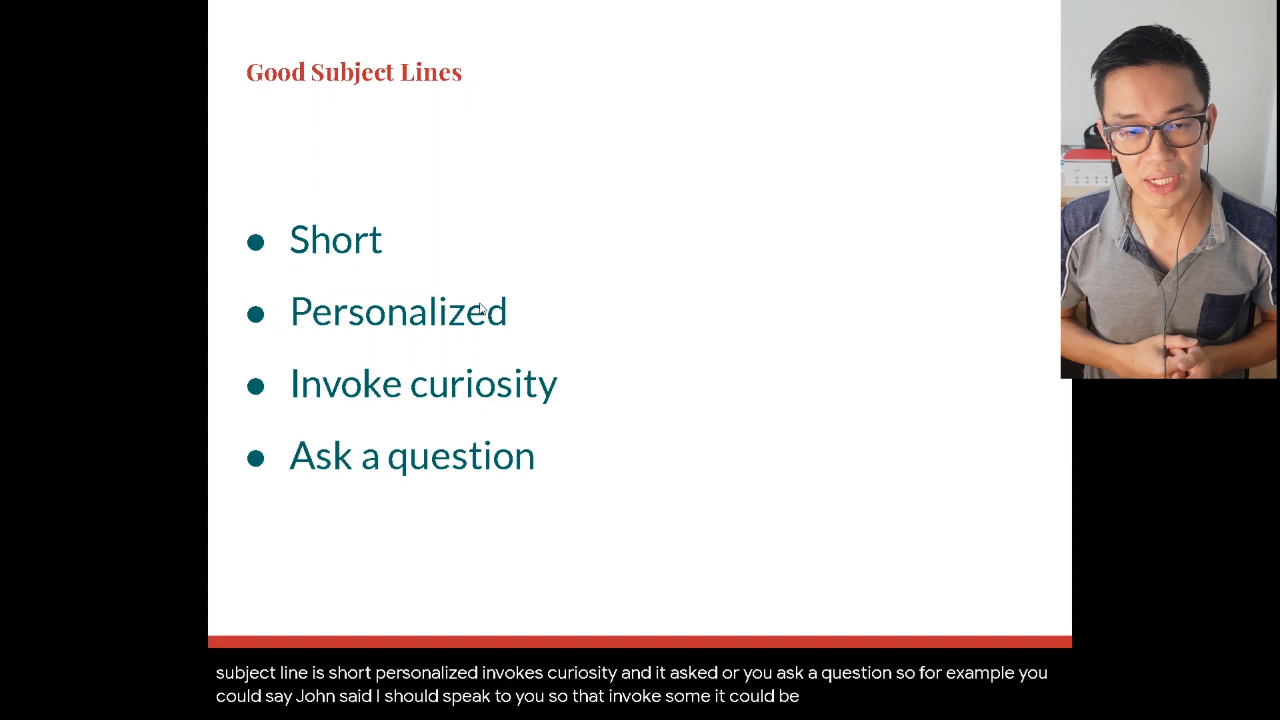 Good Subject Lines
● Short
● Personalized
● Invoke curiosity
● Ask a question
subject line is short personalized invokes curiosity and it asked or you ask a question so for example you
could say John said I should speak to you so that invoke some it could be